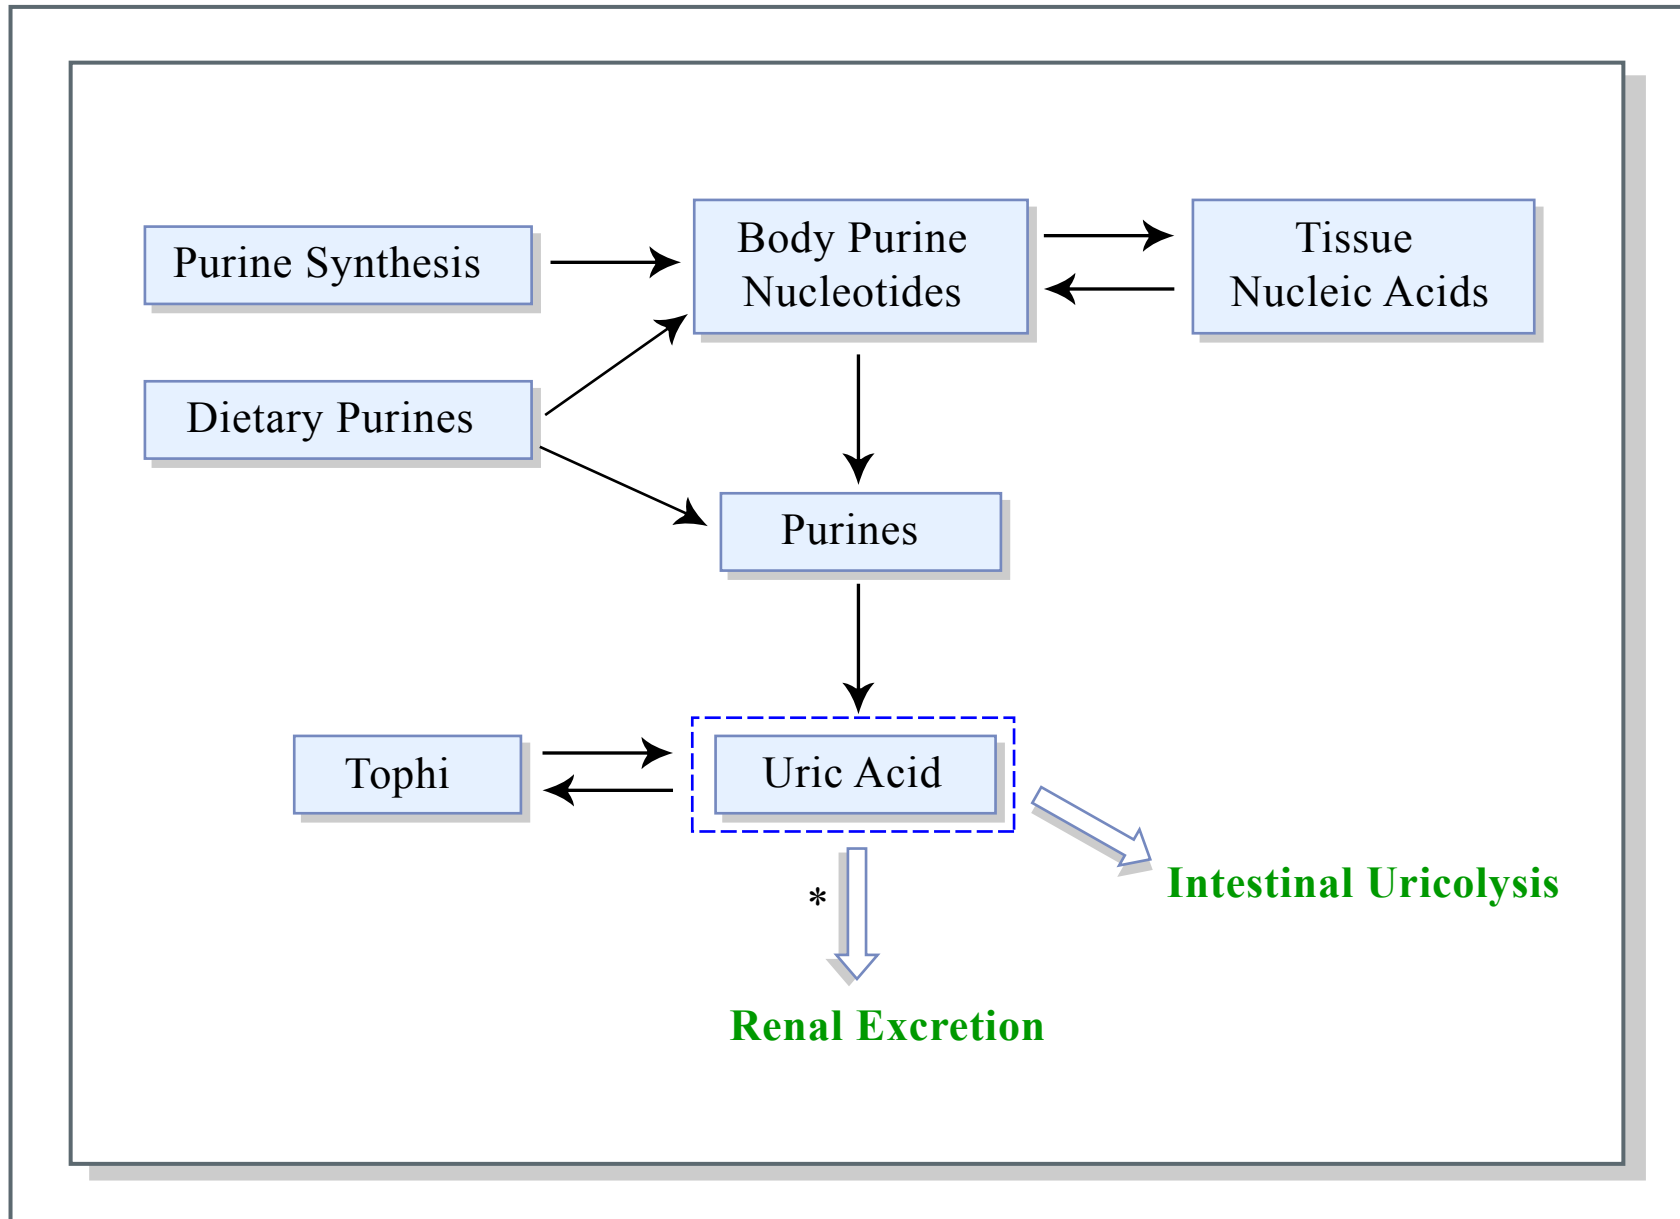 Purine Synthesis
Body Purine
Nucleotides
Tissue
Nucleic Acids
Dietary Purines
Purines
Tophi
Uric Acid
Intestinal Uricolysis
*
Renal Excretion